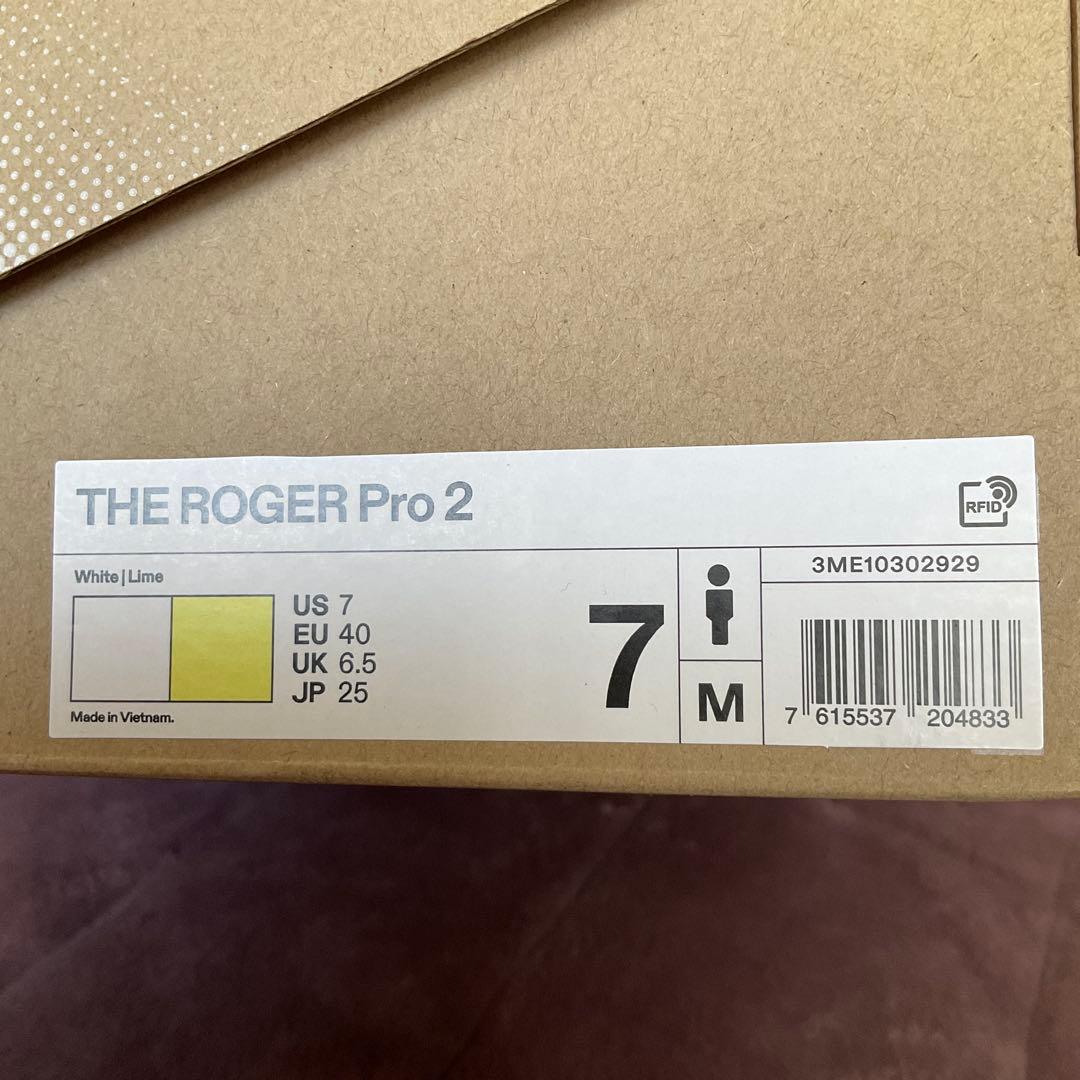 THE ROGER Pro 2
RFID
White | Lime
US 7
EU 40
UK 6.5
JP 25
Made in Vietnam.
7
M
3ME10302929
7 615537 204833